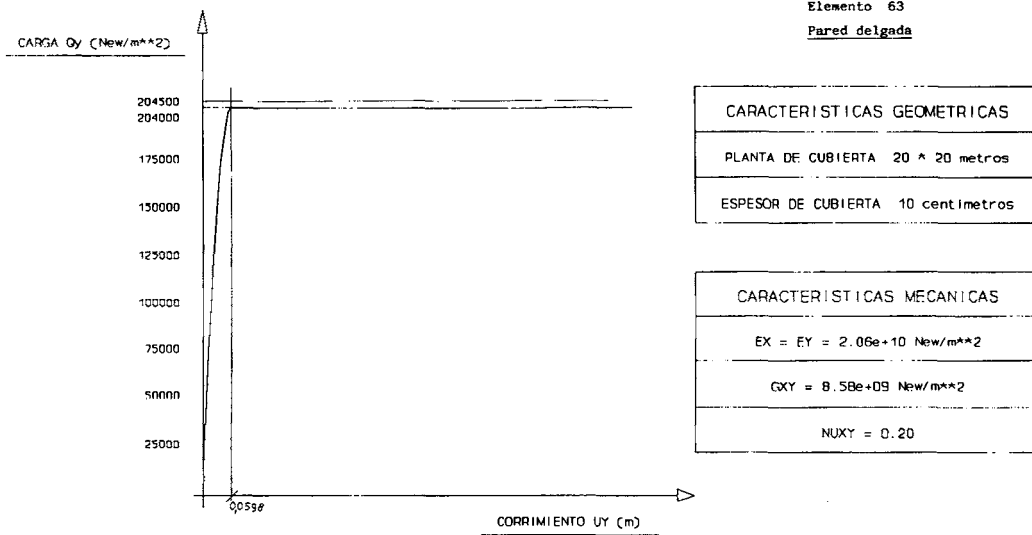 Elemento 63
Pared delgada
CARGA Qy (New/m**2)
204500
204000
175000
150000
125000
100000
75000
50000
25000
0,0598
CORRIMIENTO UY (m)
CARACTERISTICAS GEOMETRICAS
PLANTA DE CUBIERTA 20 * 20 metros
ESPESOR DE CUBIERTA 10 centimetros
CARACTERISTICAS MECANICAS
EX = EY = 2.06e+10 New/m**2
GXY = 8.58e+09 New/m**2
NUXY = 0.20